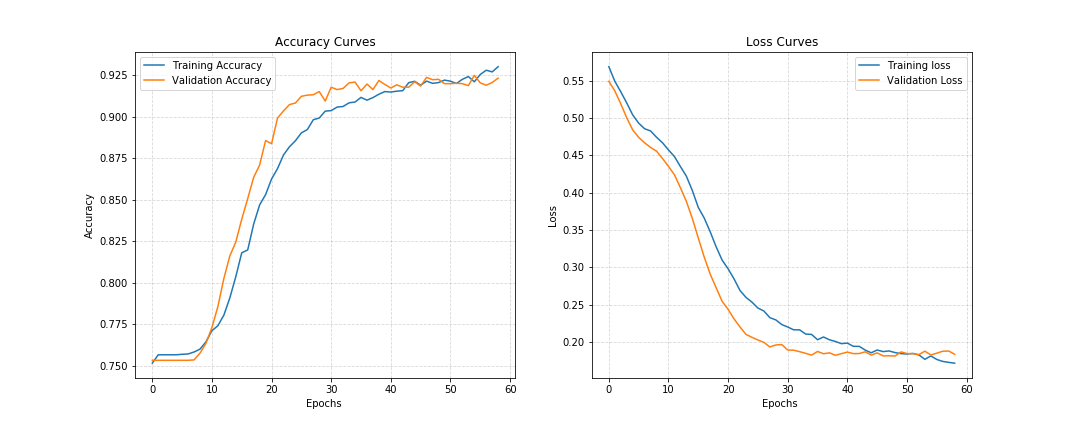 Accuracy Curves
Training Accuracy
Validation Accuracy
0.925
0.900
0.875
0.850
0.825
0.800
0.775
0.750
Accuracy
0 10 20 30 40 50 60
Epochs
Loss Curves
Training loss
Validation Loss
0.55
0.50
0.45
0.40
0.35
0.30
0.25
0.20
Loss
0 10 20 30 40 50 60
Epochs